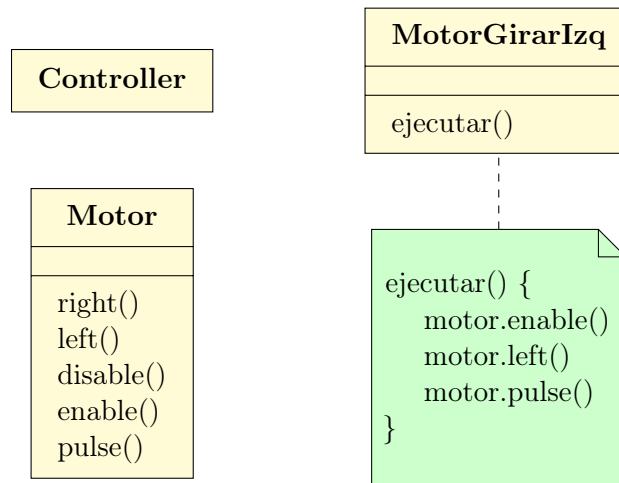 Controller
Motor
right()
left()
disable()
enable()
pulse()
MotorGirarIzq
ejecutar()
ejecutar() {
motor.enable()
motor.left()
motor.pulse()
}